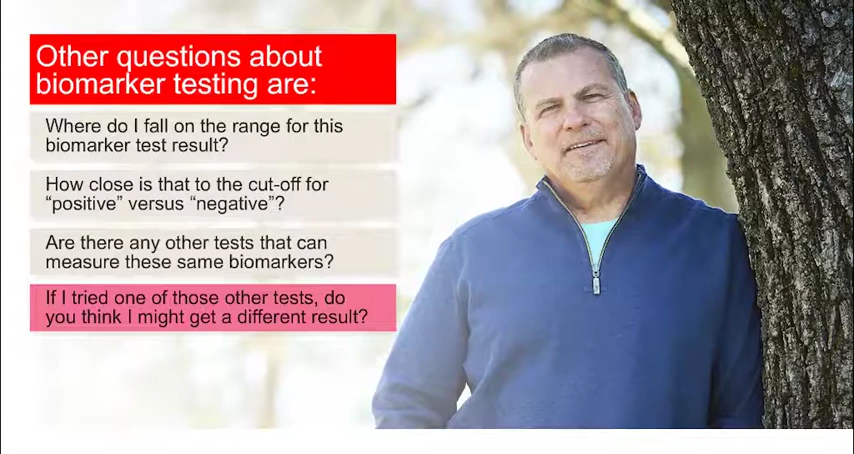 Other questions about
biomarker testing are:
Where do I fall on the range for this
biomarker test result?
How close is that to the cut-off for
“positive” versus “negative”?
Are there any other tests that can
measure these same biomarkers?
If I tried one of those other tests, do
you think I might get a different result?